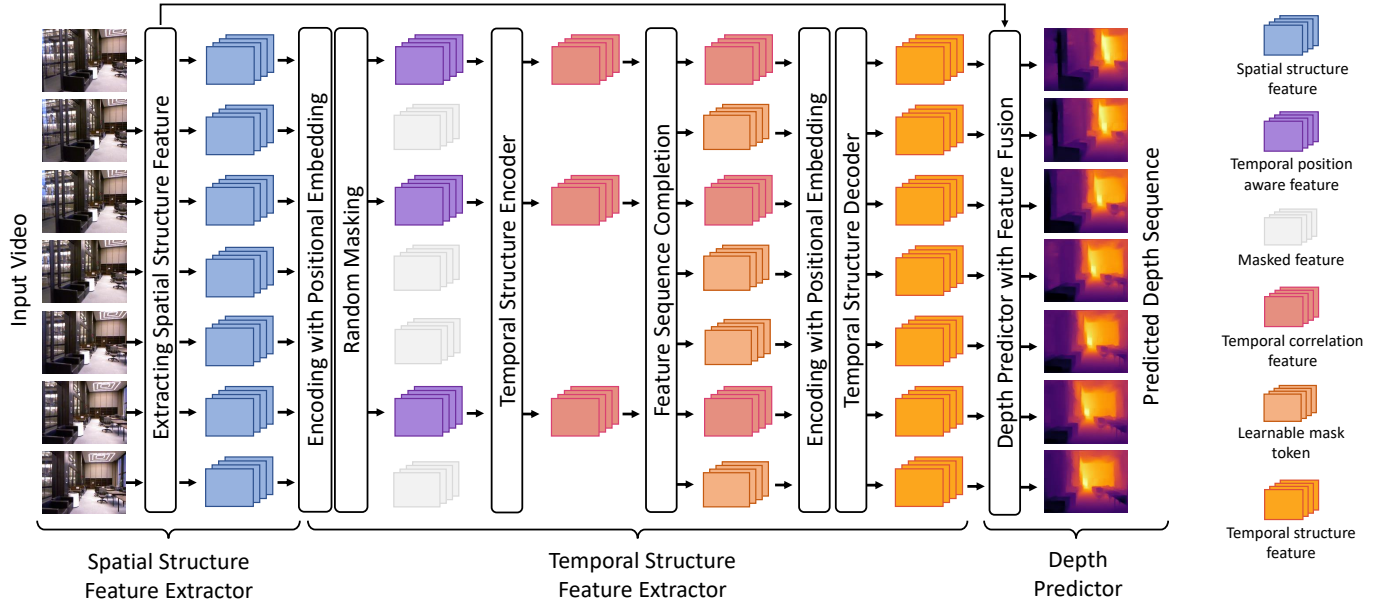 Input Video
Extracting Spatial Structure Feature
Encoding with Positional Embedding
Random Masking
Temporal Structure Encoder
Feature Sequence Completion
Encoding with Positional Embedding
Temporal Structure Decoder
Depth Predictor with Feature Fusion
Predicted Depth Sequence
Spatial Structure
Feature Extractor
Temporal Structure
Feature Extractor
Depth
Predictor
Spatial structure
feature
Temporal position
aware feature
Masked feature
Temporal correlation
feature
Learnable mask
token
Temporal structure
feature